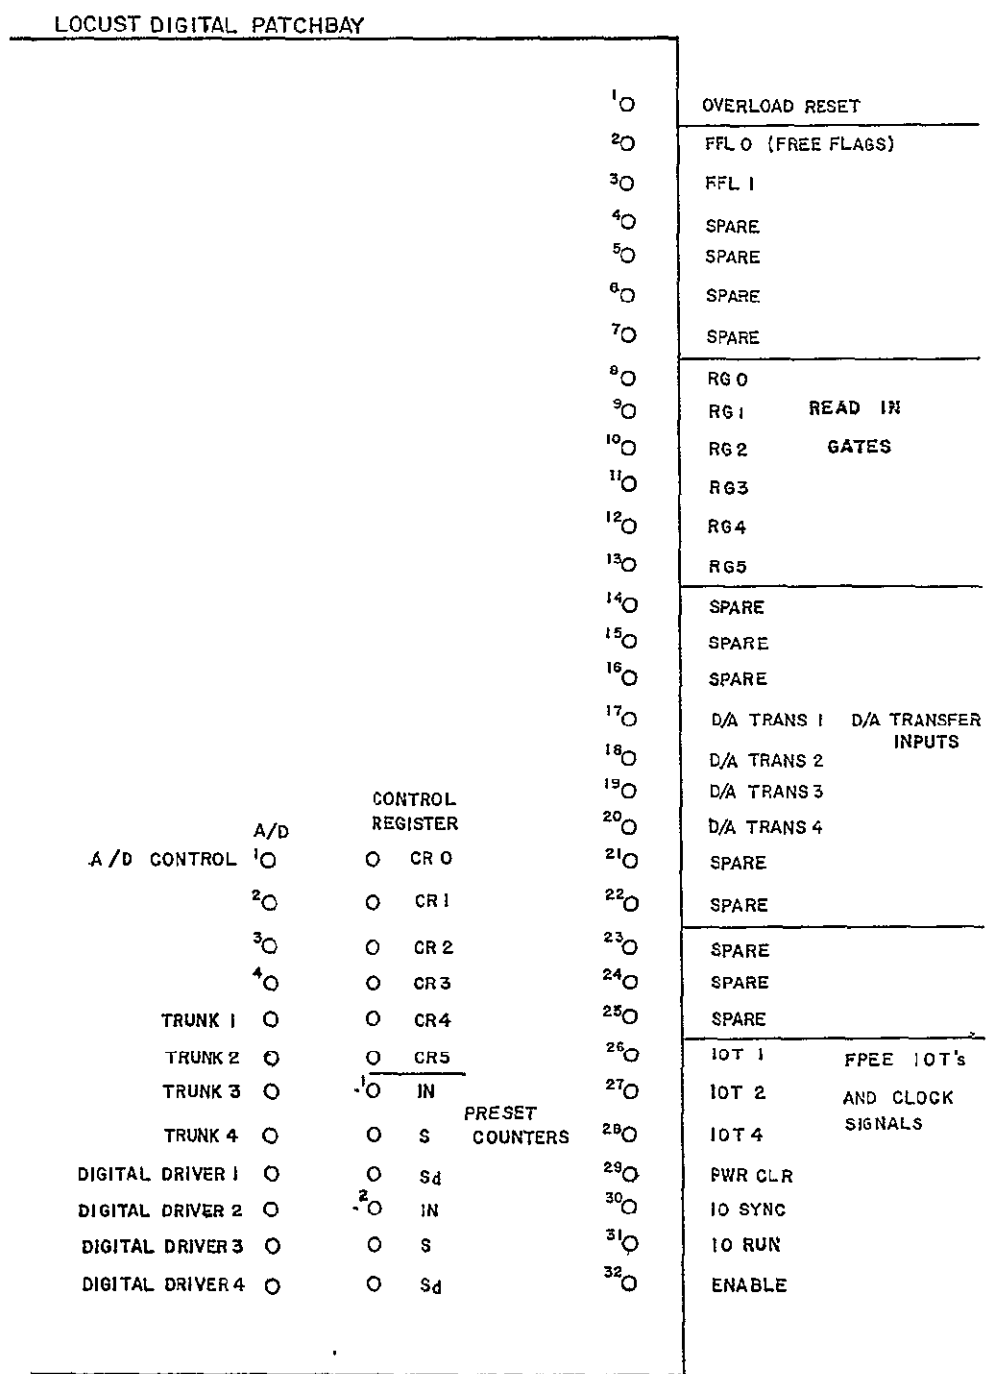 LOCUST DIGITAL PATCHBAY
1 OVERLOAD RESET
2 FFL 0 (FREE FLAGS)
3 FFL 1
4 SPARE
5 SPARE
6 SPARE
7 SPARE
8 RG 0
9 RG 1 READ IN
10 RG 2 GATES
11 RG3
12 RG4
13 RG5
14 SPARE
15 SPARE
16 SPARE
17 D/A TRANS 1 D/A TRANSFER
INPUTS
18 D/A TRANS 2
19 D/A TRANS 3
20 D/A TRANS 4
21 SPARE
22 SPARE
23 SPARE
24 SPARE
25 SPARE
26 IOT 1 FPEE IOT's
27 IOT 2 AND CLOCK
SIGNALS
28 IOT 4
29 PWR CLR
30 IO SYNC
31 IO RUN
32 ENABLE
A/D
A/D CONTROL 1
2
3
4
TRUNK 1
TRUNK 2
TRUNK 3
TRUNK 4
DIGITAL DRIVER 1
DIGITAL DRIVER 2
DIGITAL DRIVER 3
DIGITAL DRIVER 4
CONTROL
REGISTER
CR 0
CR 1
CR 2
CR 3
CR4
CR5
1 IN
PRESET
S COUNTERS
Sd
2 IN
S
Sd